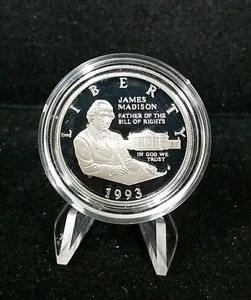 LIBERTY
JAMES
MADISON
FATHER OF THE
BILL OF RIGHTS
IN GOD WE
TRUST
1993